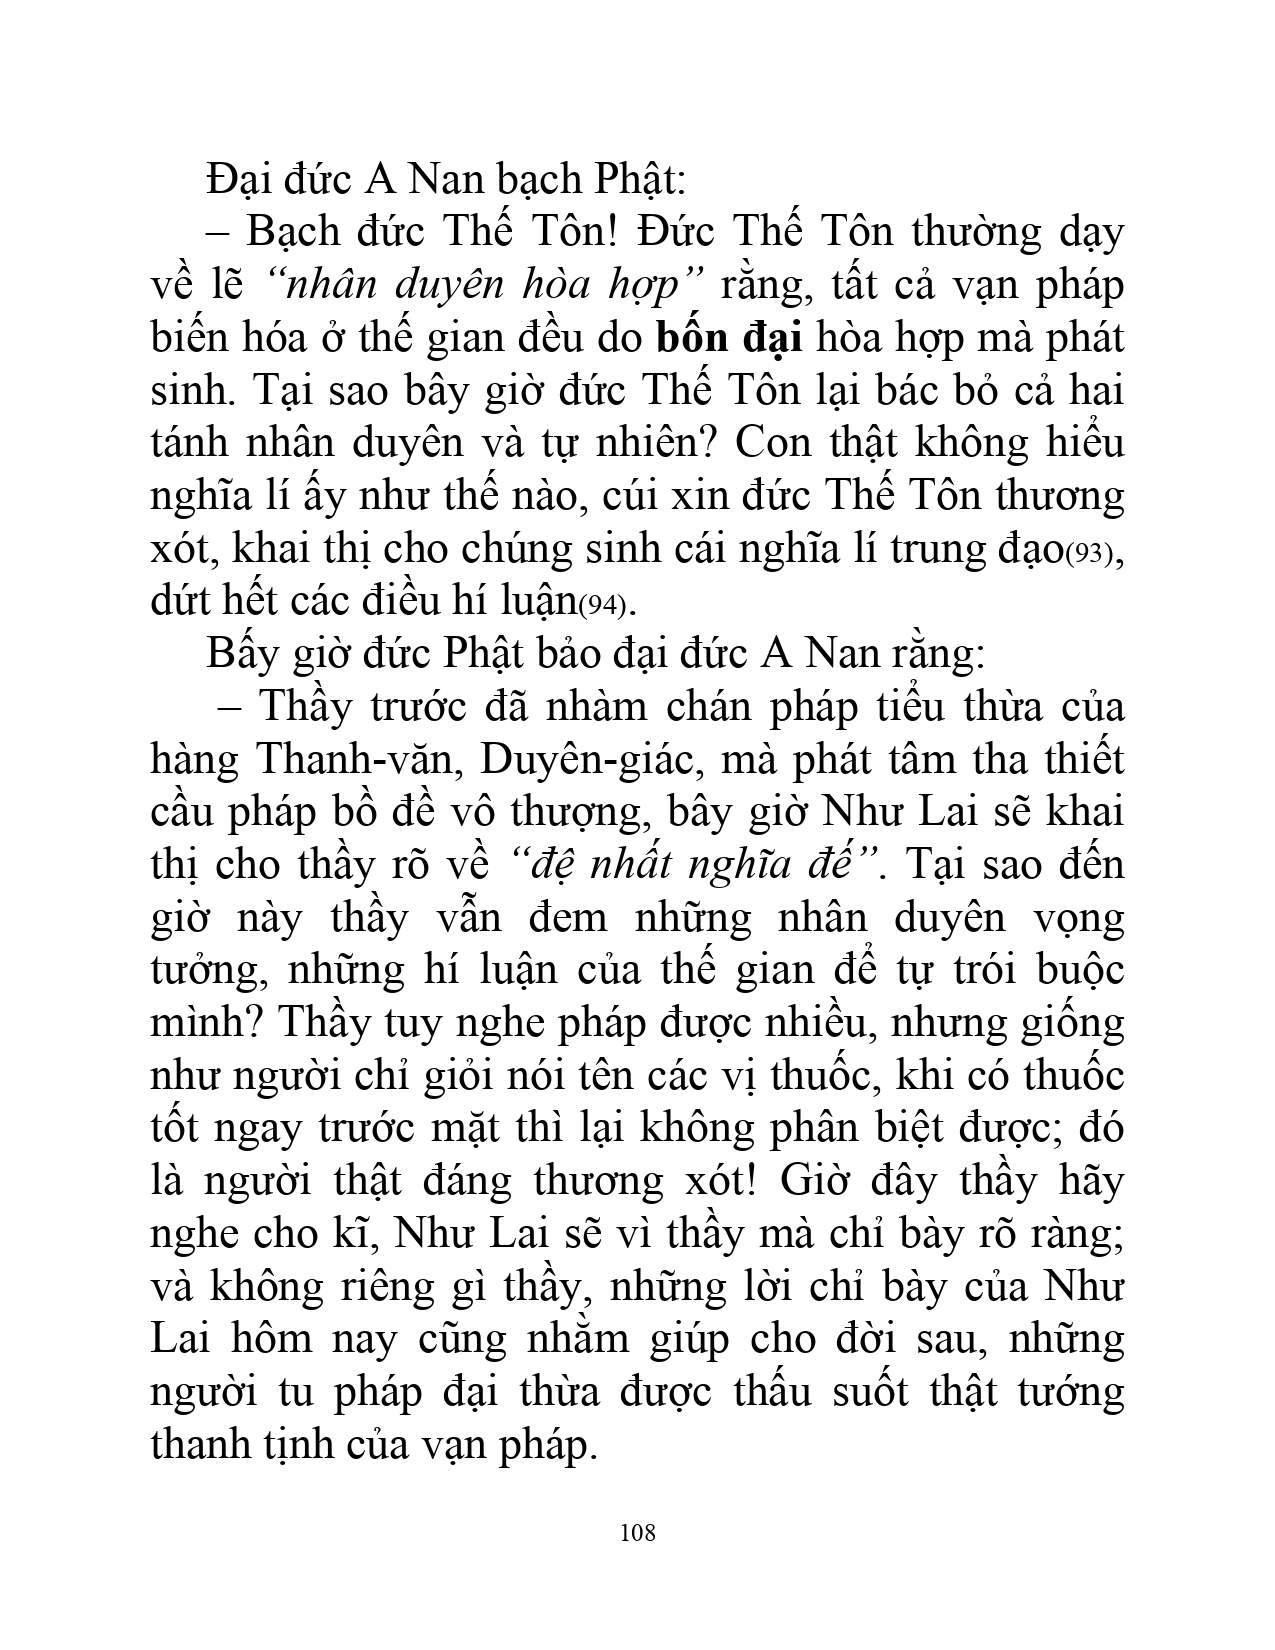 Đại đức A Nan bạch Phật:
– Bạch đức Thế Tôn! Đức Thế Tôn thường dạy
về lẽ “nhân duyên hòa hợp” rằng, tất cả vạn pháp
biến hóa ở thế gian đều do bốn đại hòa hợp mà phát
sinh. Tại sao bây giờ đức Thế Tôn lại bác bỏ cả hai
tánh nhân duyên và tự nhiên? Con thật không hiểu
nghĩa lí ấy như thế nào, cúi xin đức Thế Tôn thương
xót, khai thị cho chúng sinh cái nghĩa lí trung đạo(93),
dứt hết các điều hí luận(94).
Bấy giờ đức Phật bảo đại đức A Nan rằng:
– Thầy trước đã nhàm chán pháp tiểu thừa của
hàng Thanh-văn, Duyên-giác, mà phát tâm tha thiết
cầu pháp bồ đề vô thượng, bây giờ Như Lai sẽ khai
thị cho thầy rõ về “đệ nhất nghĩa đế”. Tại sao đến
giờ này thầy vẫn đem những nhân duyên vọng
tưởng, những hí luận của thế gian để tự trói buộc
mình? Thầy tuy nghe pháp được nhiều, nhưng giống
như người chỉ giỏi nói tên các vị thuốc, khi có thuốc
tốt ngay trước mặt thì lại không phân biệt được; đó
là người thật đáng thương xót! Giờ đây thầy hãy
nghe cho kĩ, Như Lai sẽ vì thầy mà chỉ bày rõ ràng;
và không riêng gì thầy, những lời chỉ bày của Như
Lai hôm nay cũng nhằm giúp cho đời sau, những
người tu pháp đại thừa được thấu suốt thật tướng
thanh tịnh của vạn pháp.
108